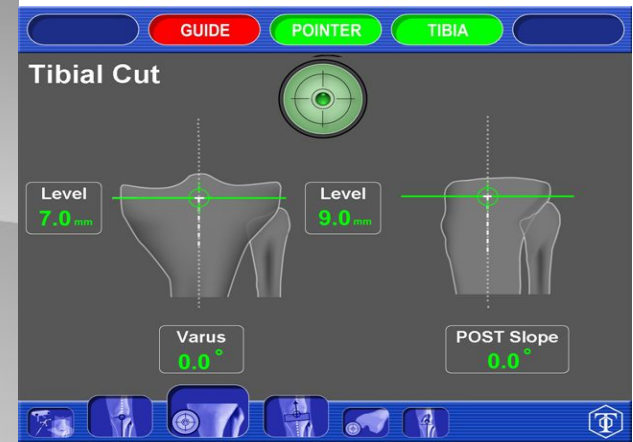 GUIDE POINTER TIBIA
Tibial Cut
Level
7.0 mm
Level
9.0 mm
Varus
0.0°
POST Slope
0.0°